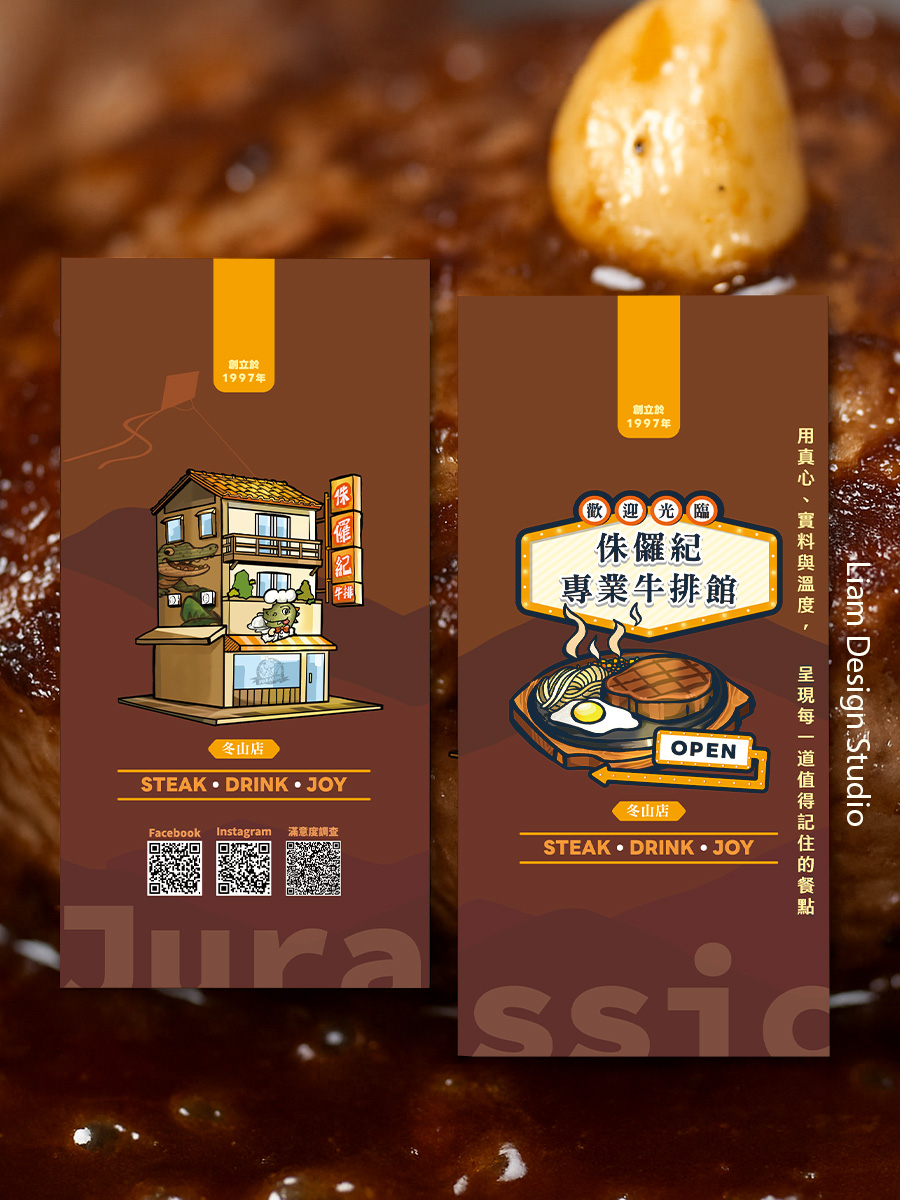 創立於
1997年
侏
儸
紀
牛排
冬山店
STEAK • DRINK • JOY
Facebook
Instagram
滿意度調查
Jura
創立於
1997年
歡迎光臨
侏儸紀
專業牛排館
OPEN
冬山店
STEAK • DRINK • JOY
ssic
用真心、實料與溫度，呈現每一道值得記住的餐點
Liam Design Studio